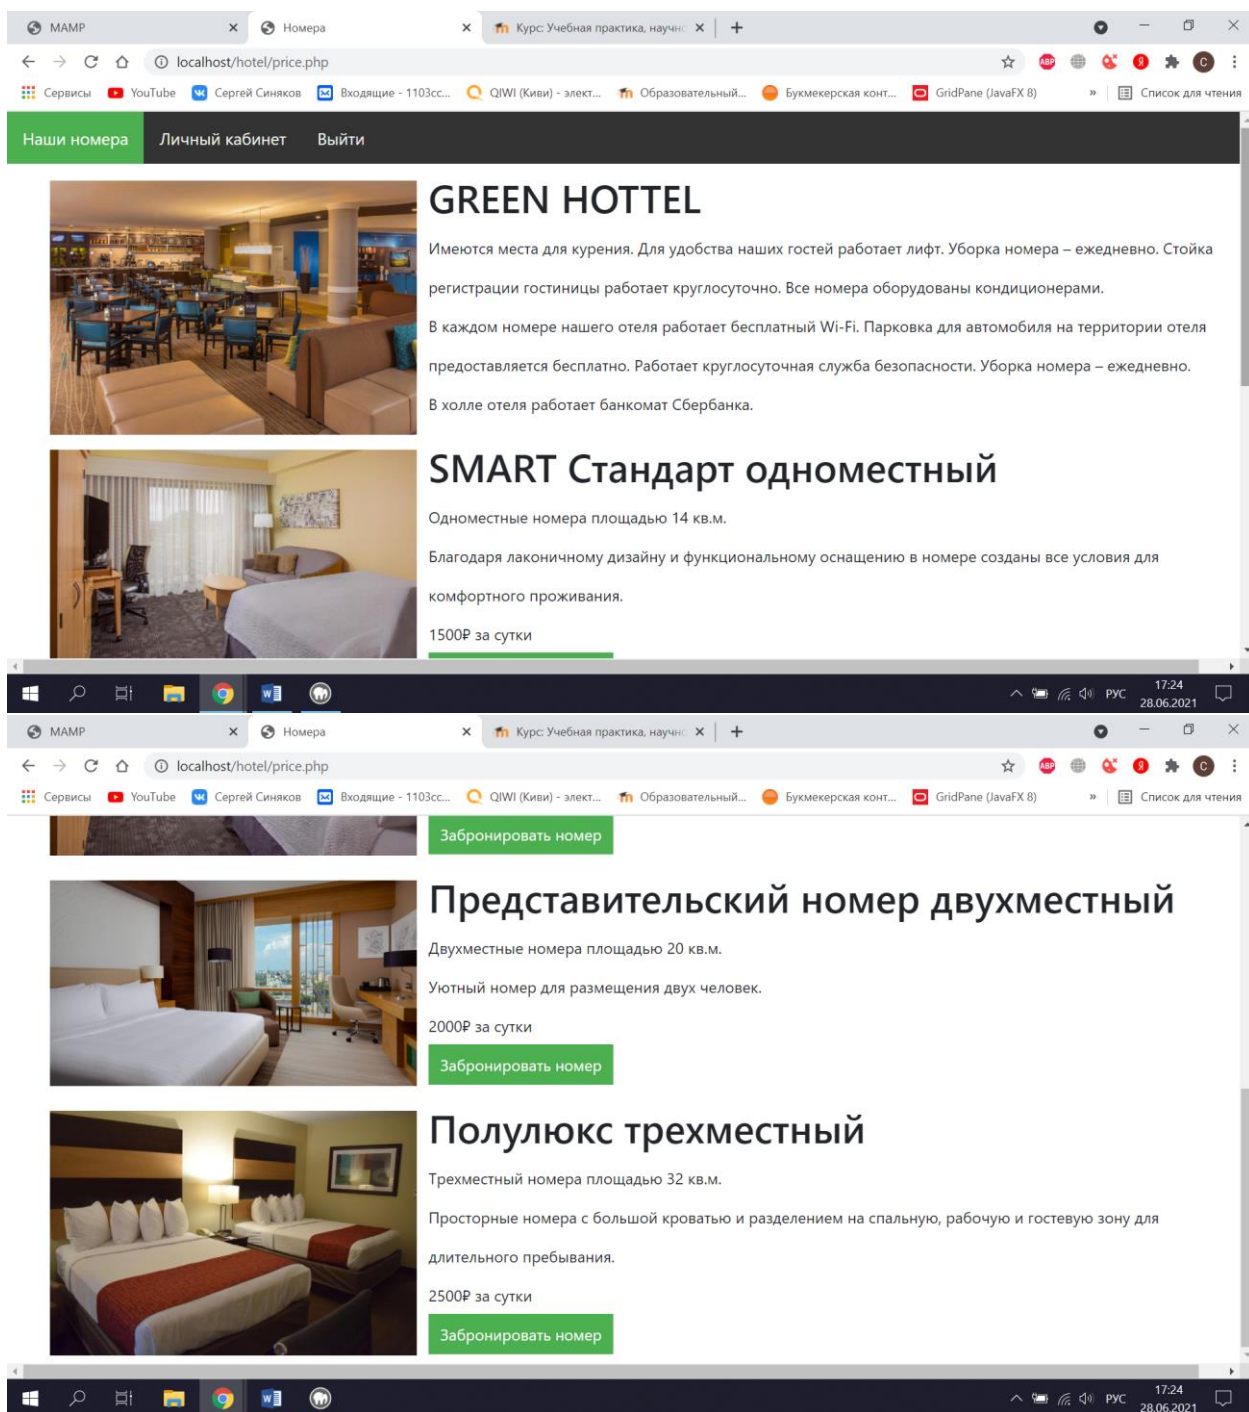 MAMP
Номера
Курс: Учебная практика, научно
localhost/hotel/price.php
ABP
Я
C
Сервисы YouTube Сергей Синяков Входящие - 1103сс... QIWI (Киви) - элект... Образовательный... Букмекерская конт... GridPane (JavaFX 8) » Список для чтения
Наши номера Личный кабинет Выйти
GREEN HOTTEL
Имеются места для курения. Для удобства наших гостей работает лифт. Уборка номера – ежедневно. Стойка
регистрации гостиницы работает круглосуточно. Все номера оборудованы кондиционерами.
В каждом номере нашего отеля работает бесплатный Wi-Fi. Парковка для автомобиля на территории отеля
предоставляется бесплатно. Работает круглосуточная служба безопасности. Уборка номера – ежедневно.
В холле отеля работает банкомат Сбербанка.
SMART Стандарт одноместный
Одноместные номера площадью 14 кв.м.
Благодаря лаконичному дизайну и функциональному оснащению в номере созданы все условия для
комфортного проживания.
1500₽ за сутки
РУС
17:24
28.06.2021
MAMP
Номера
Курс: Учебная практика, научно
localhost/hotel/price.php
ABP
Я
C
Сервисы YouTube Сергей Синяков Входящие - 1103сс... QIWI (Киви) - элект... Образовательный... Букмекерская конт... GridPane (JavaFX 8) » Список для чтения
Забронировать номер
Представительский номер двухместный
Двухместные номера площадью 20 кв.м.
Уютный номер для размещения двух человек.
2000₽ за сутки
Забронировать номер
Полулюкс трехместный
Трехместный номера площадью 32 кв.м.
Просторные номера с большой кроватью и разделением на спальную, рабочую и гостевую зону для
длительного пребывания.
2500₽ за сутки
Забронировать номер
РУС
17:24
28.06.2021